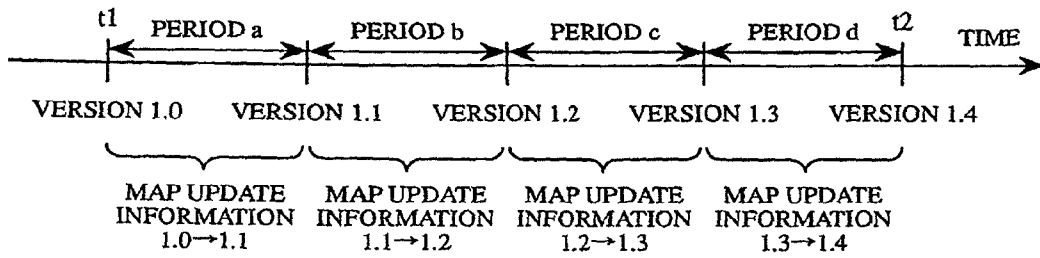 t1 PERIOD a PERIOD b PERIOD c PERIOD d t2 TIME
VERSION 1.0 VERSION 1.1 VERSION 1.2 VERSION 1.3 VERSION 1.4
MAP UPDATE MAP UPDATE MAP UPDATE MAP UPDATE
INFORMATION INFORMATION INFORMATION INFORMATION
1.0→1.1 1.1→1.2 1.2→1.3 1.3→1.4